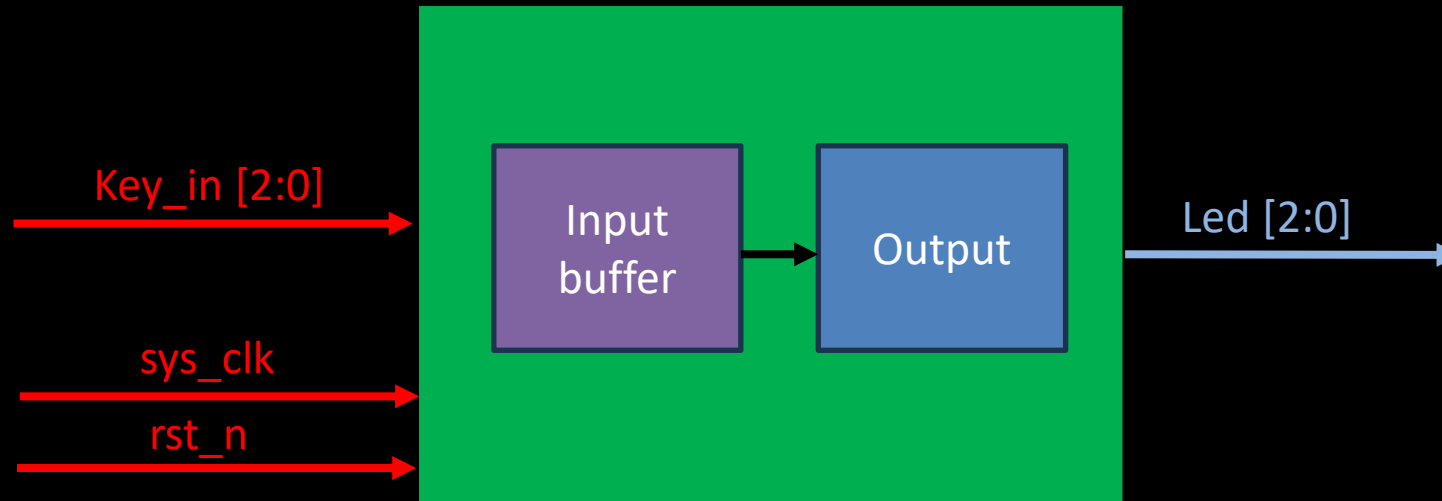 Key_in [2:0]
sys_clk
rst_n
Input
buffer
Output
Led [2:0]